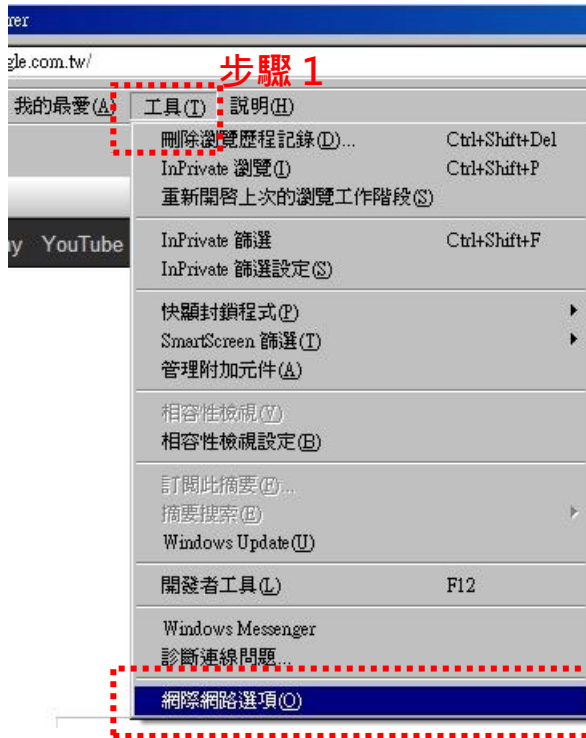 rer
gle.com.tw/
步驟 1
我的最愛(A) 工具(T) 說明(H)
刪除瀏覽歷程記錄(D)... Ctrl+Shift+Del
InPrivate 瀏覽(I) Ctrl+Shift+P
重新開啓上次的瀏覽工作階段(S)
y YouTube
InPrivate 篩選 Ctrl+Shift+F
InPrivate 篩選設定(S)
快顯封鎖程式(P)
SmartScreen 篩選(T)
管理附加元件(A)
相容性檢視(V)
相容性檢視設定(B)
訂閱此摘要(F)...
摘要搜索(E)
Windows Update(U)
開發者工具(L) F12
Windows Messenger
診斷連線問題...
網際網路選項(O)